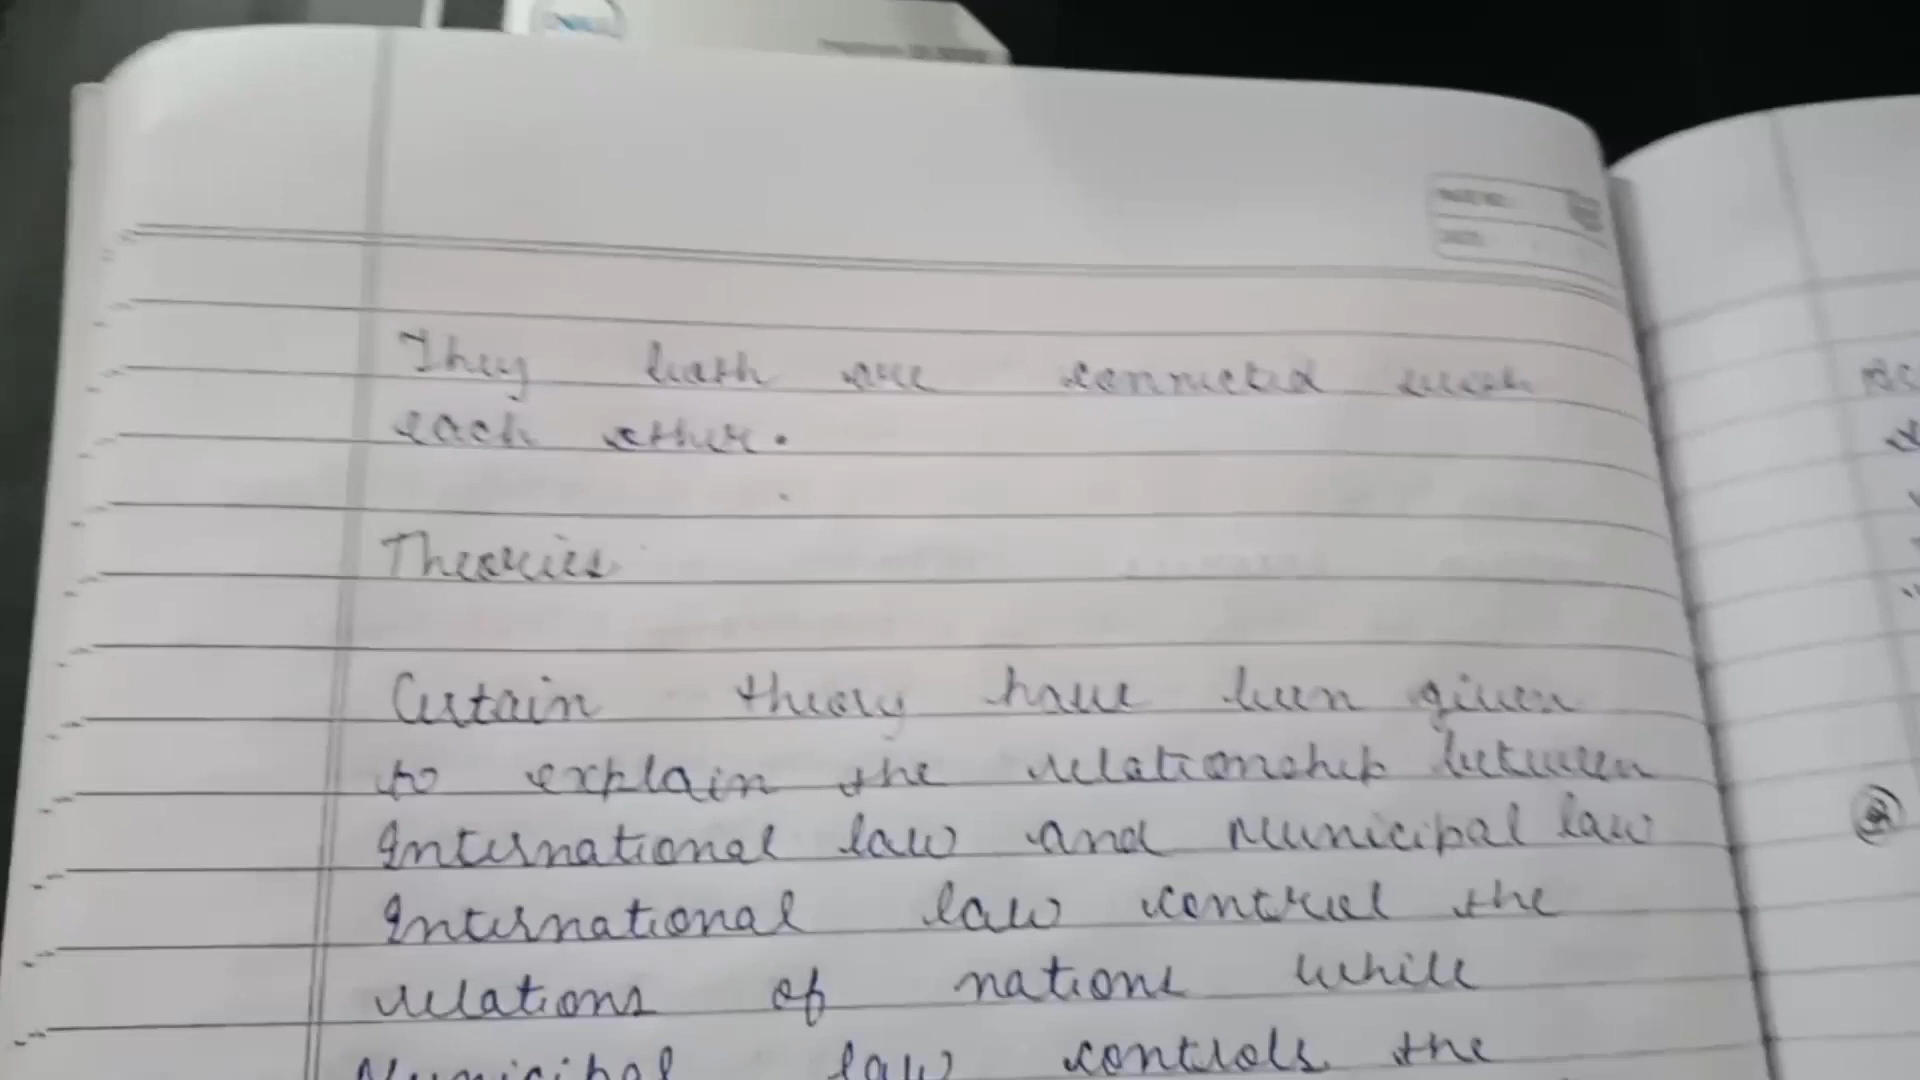 They both are connected with
each other.
Theories
Certain theory have been given
to explain the relationship between
International law and Municipal law
International law control the
relations of nations while
Municipal law controls the